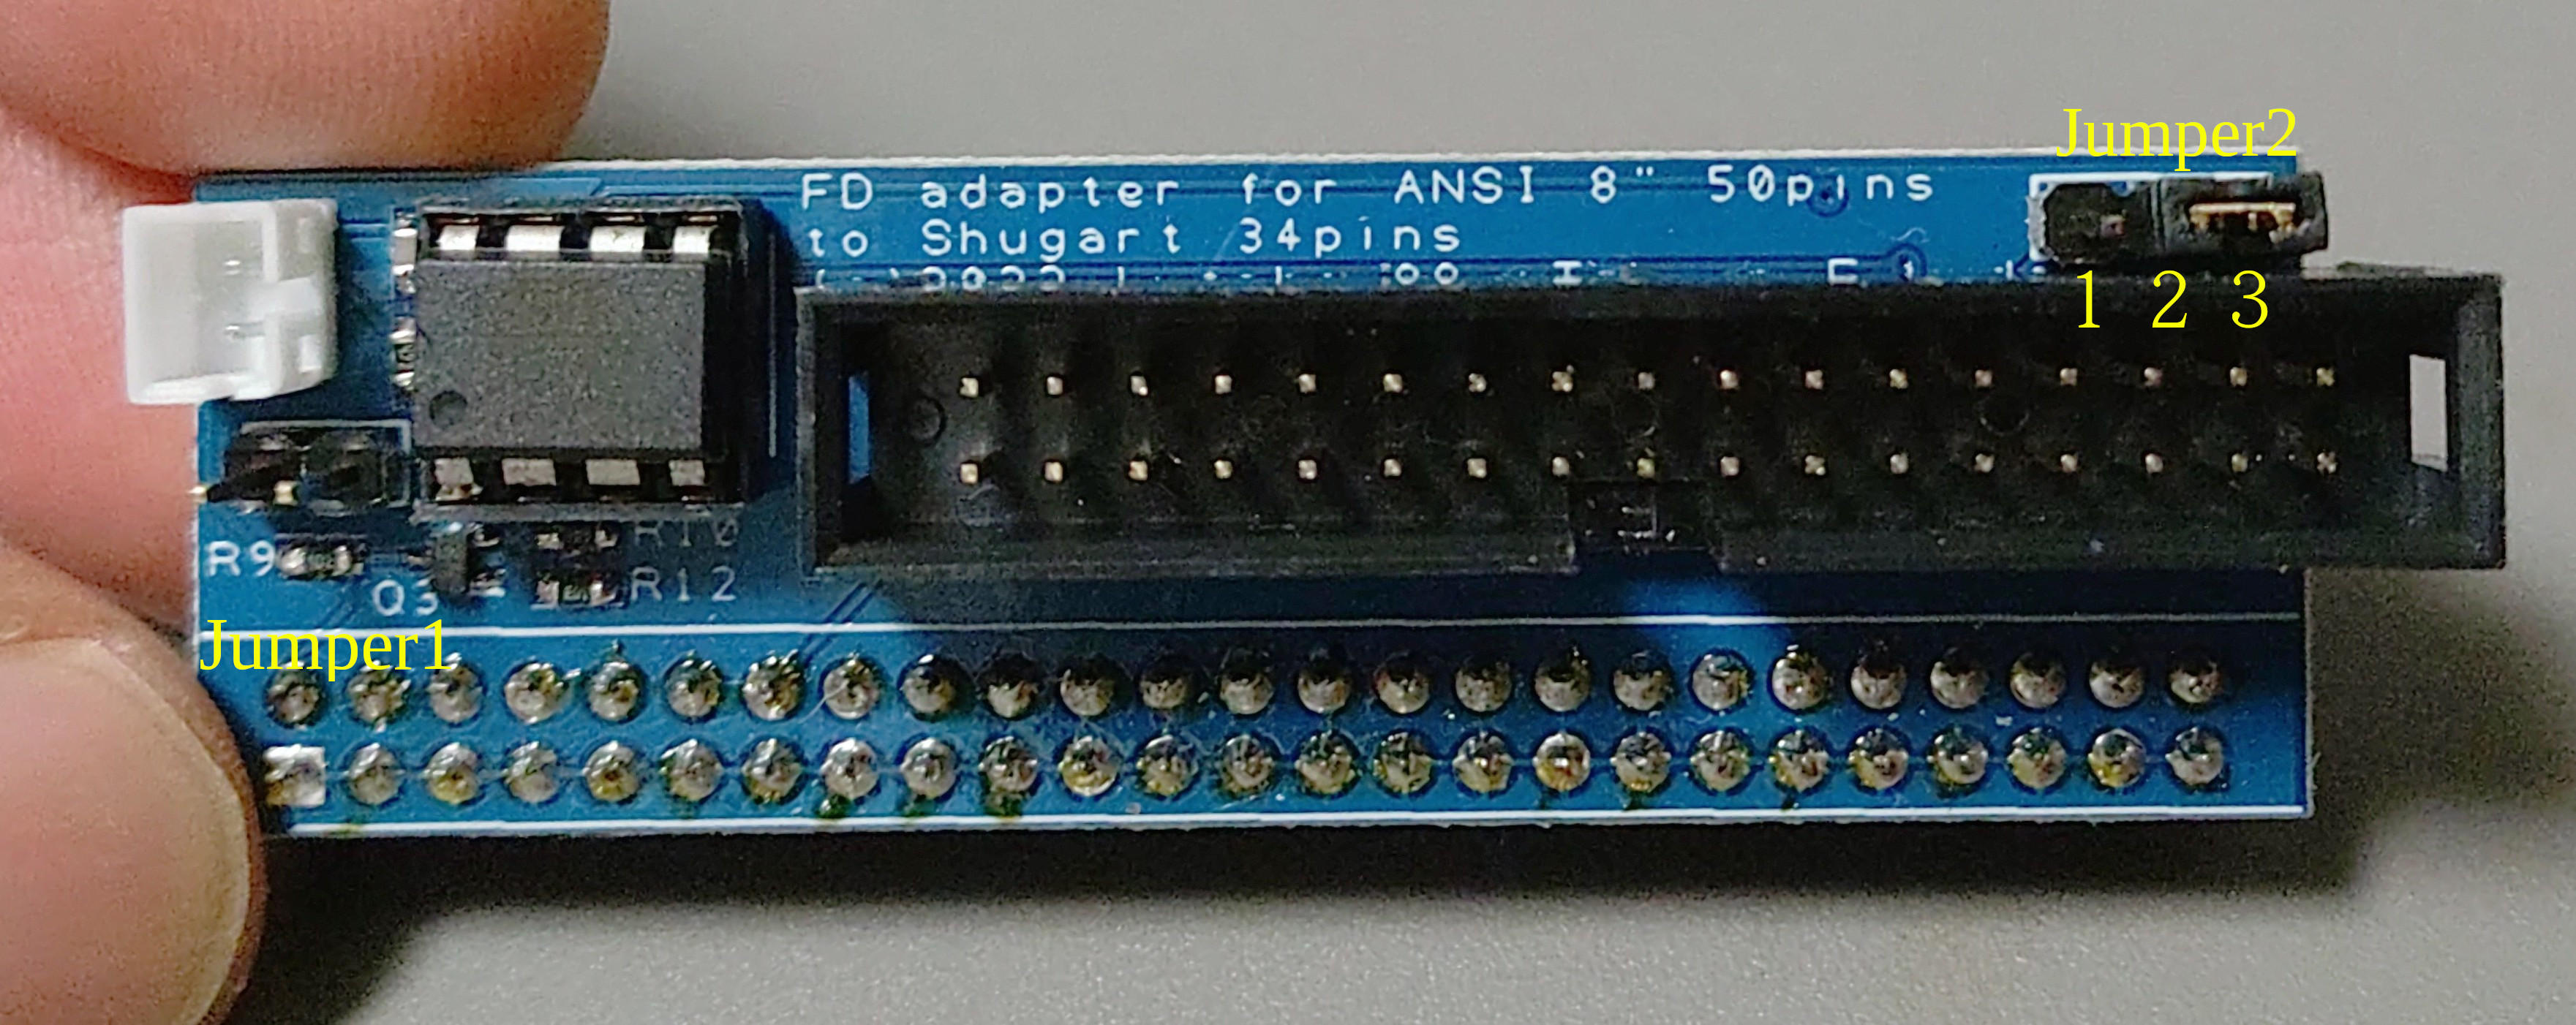 Jumper2
FD adapter for ANSI 8" 50pins
to Shugart 34pins
1 2 3
R10
R9
R12
Q3
Jumper1